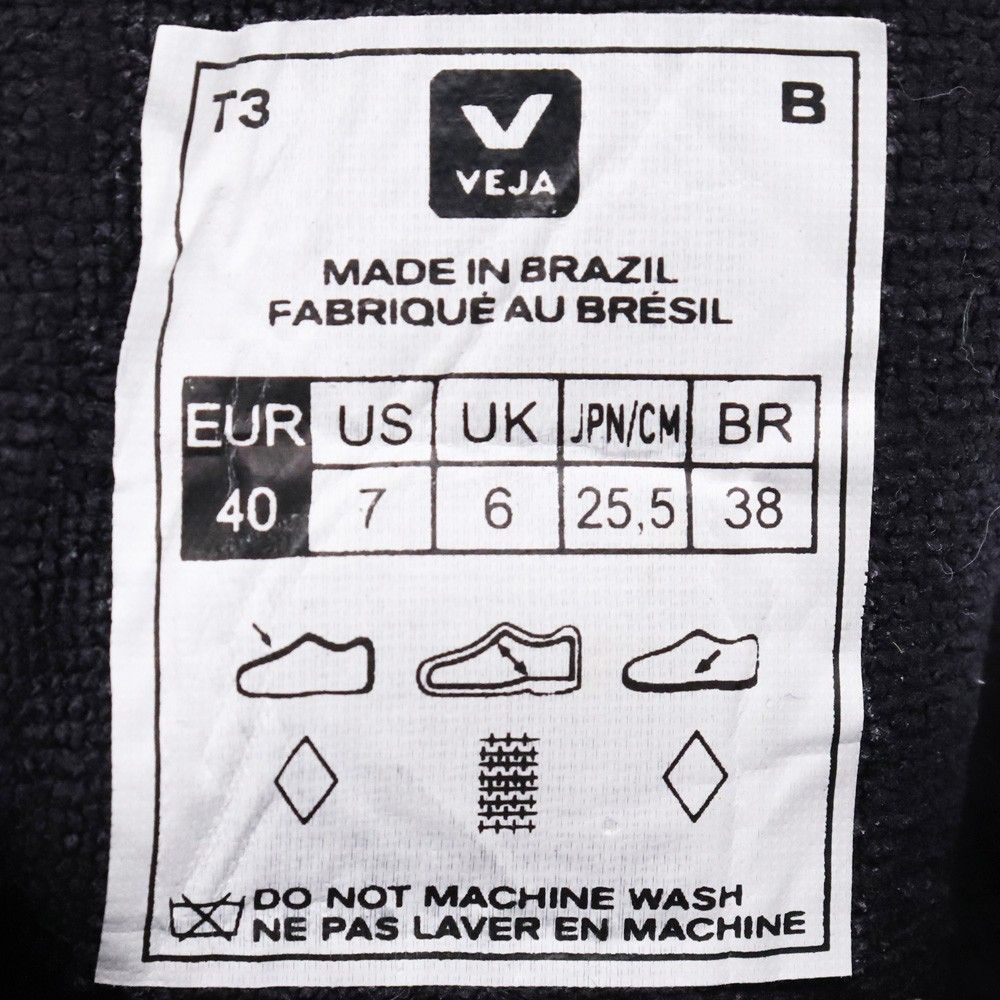 T3
B
VEJA
MADE IN BRAZIL
FABRIQUÉ AU BRÉSIL
EUR US UK JPN/CM BR
40 7 6 25,5 38
DO NOT MACHINE WASH
NE PAS LAVER EN MACHINE